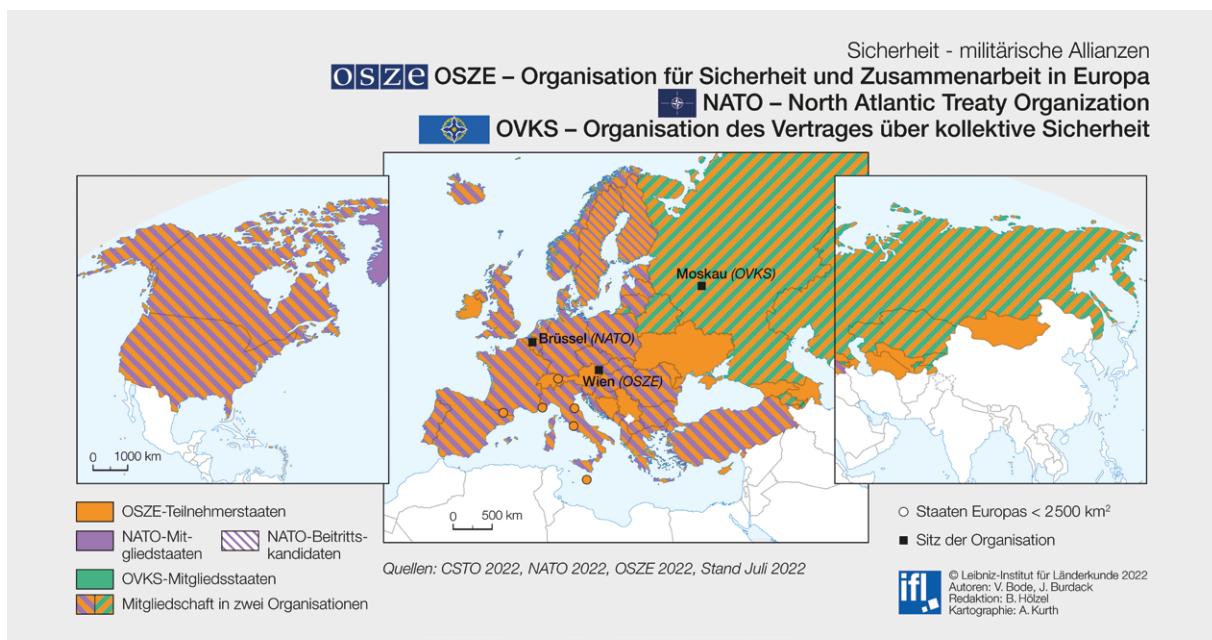 Sicherheit - militärische Allianzen
osze OSZE – Organisation für Sicherheit und Zusammenarbeit in Europa
NATO – North Atlantic Treaty Organization
OVKS – Organisation des Vertrages über kollektive Sicherheit
Moskau (OVKS)
Brüssel (NATO)
Wien (OSZE)
0 1000 km
0 500 km
OSZE-Teilnehmerstaaten
NATO-Mit-
gliedstaaten
NATO-Beitritts-
kandidaten
OVKS-Mitgliedsstaaten
Mitgliedschaft in zwei Organisationen
Quellen: CSTO 2022, NATO 2022, OSZE 2022, Stand Juli 2022
Staaten Europas < 2500 km²
Sitz der Organisation
ifl
© Leibniz-Institut für Länderkunde 2022
Autoren: V. Bode, J. Burdack
Redaktion: B. Hölzel
Kartographie: A. Kurth